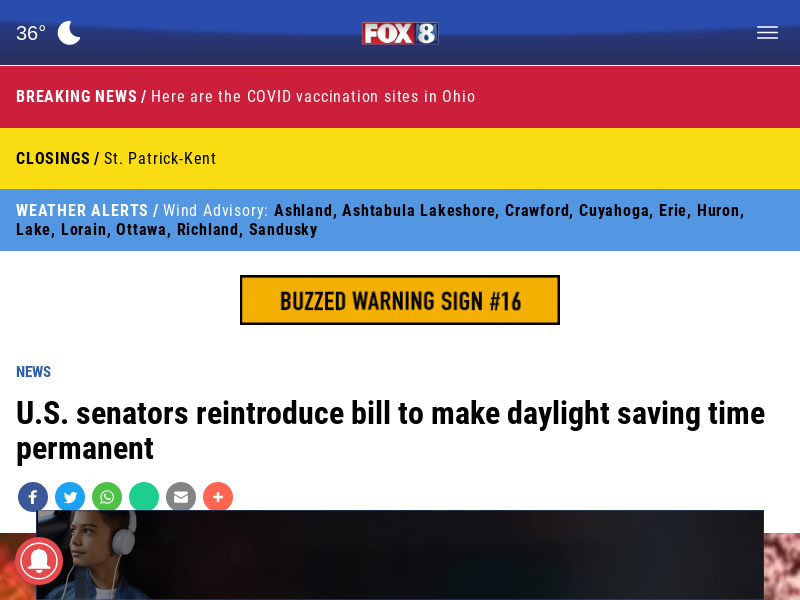 36°
FOX 8
BREAKING NEWS / Here are the COVID vaccination sites in Ohio
CLOSINGS / St. Patrick-Kent
WEATHER ALERTS / Wind Advisory: Ashland, Ashtabula Lakeshore, Crawford, Cuyahoga, Erie, Huron,
Lake, Lorain, Ottawa, Richland, Sandusky
BUZZED WARNING SIGN #16
NEWS
U.S. senators reintroduce bill to make daylight saving time
permanent